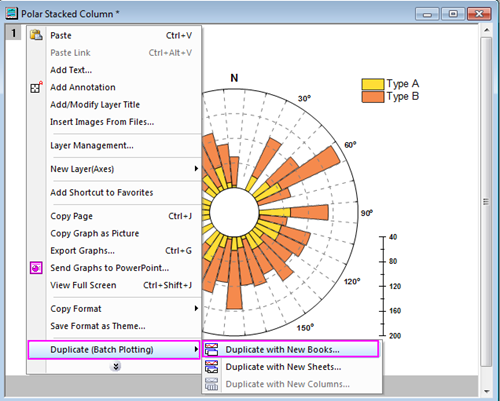 Polar Stacked Column *
1
Paste Ctrl+V
Paste Link Ctrl+Alt+V
Add Text...
Add Annotation
Add/Modify Layer Title
Insert Images From Files...
Layer Management...
New Layer(Axes)
Add Shortcut to Favorites
Copy Page Ctrl+J
Copy Graph as Picture
Export Graphs... Ctrl+G
Send Graphs to PowerPoint...
View Full Screen Ctrl+Shift+J
Copy Format
Save Format as Theme...
Duplicate (Batch Plotting)
Duplicate with New Books...
Duplicate with New Sheets...
Duplicate with New Columns...
N
30°
60°
90°
120°
150°
Type A
Type B
40
80
120
160
200